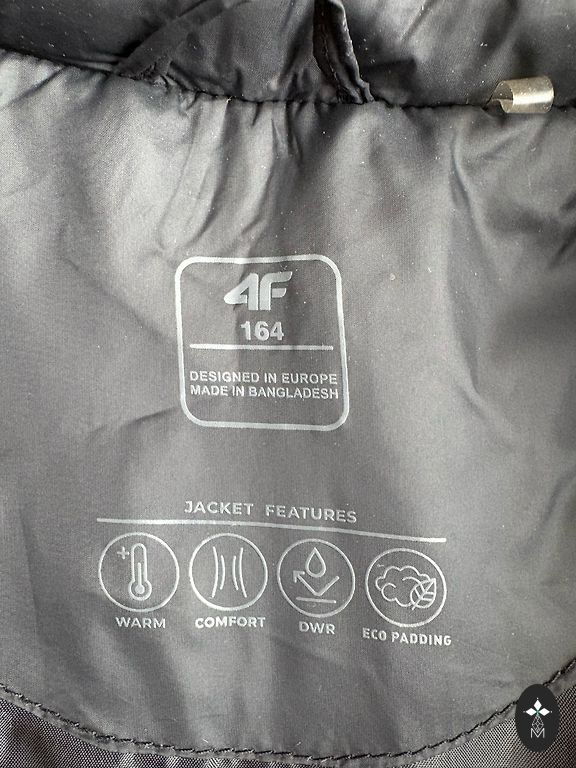 4F
164
DESIGNED IN EUROPE
MADE IN BANGLADESH
JACKET FEATURES
WARM COMFORT DWR ECO PADDING
M